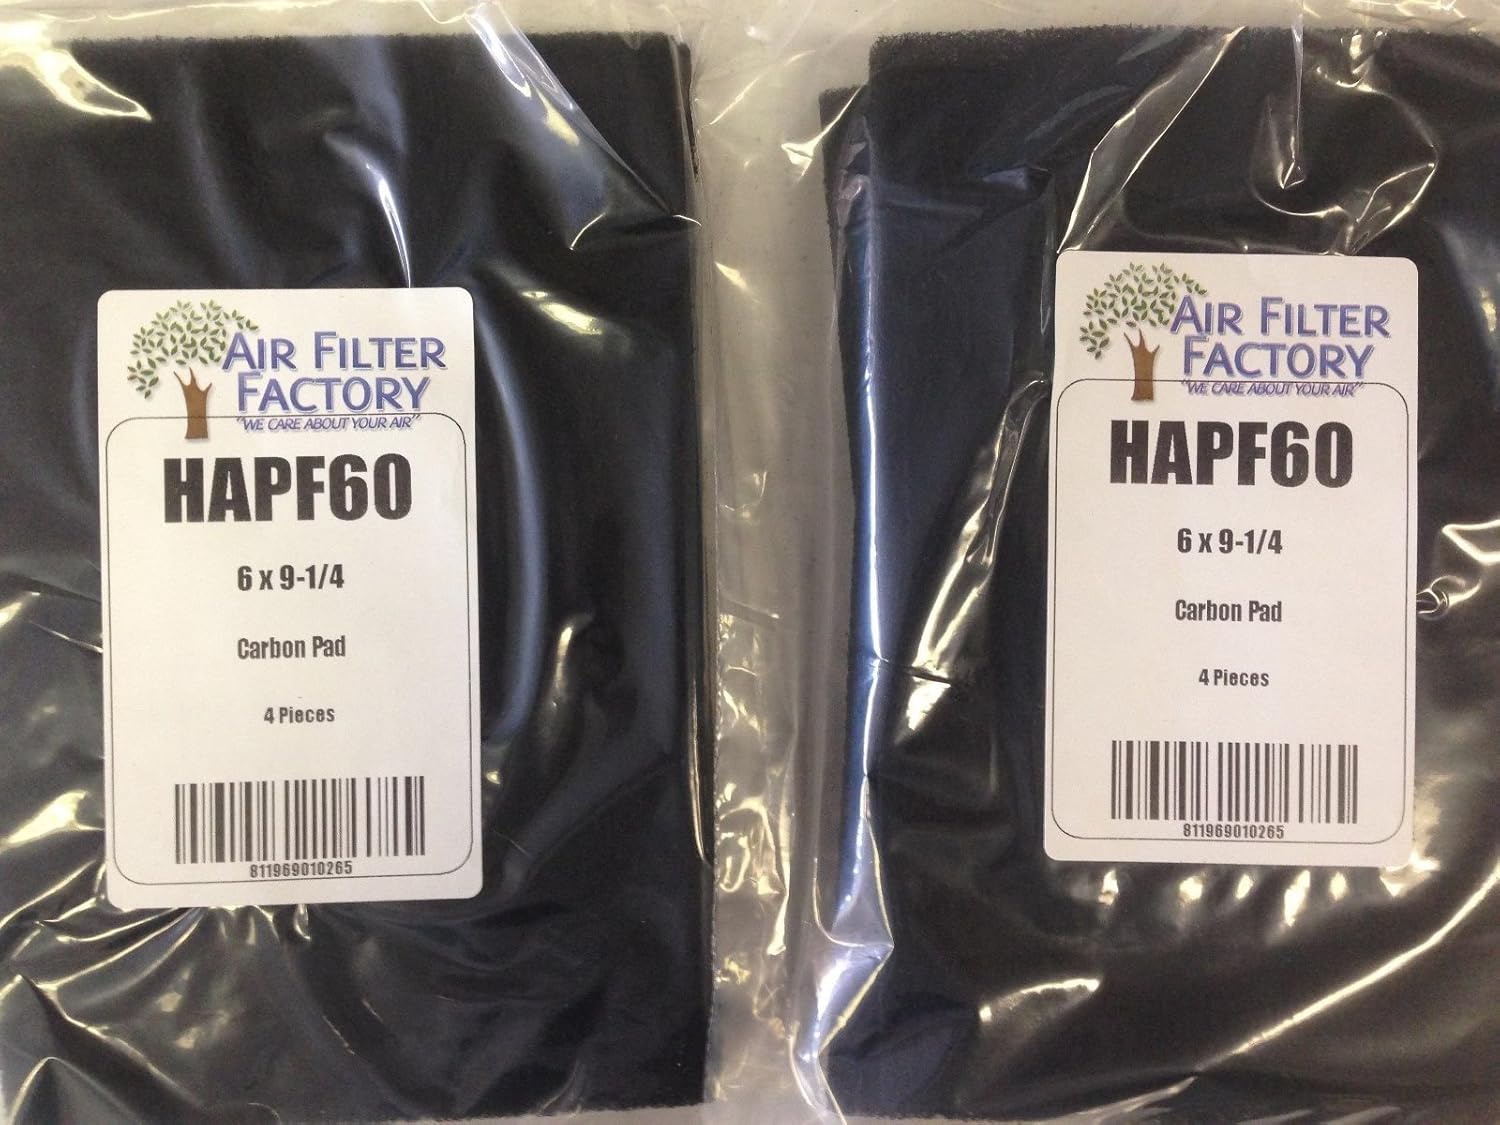 AIR FILTER
FACTORY
"WE CARE ABOUT YOUR AIR"
HAPF60
6 x 9-1/4
Carbon Pad
4 Pieces
811969010265
AIR FILTER
FACTORY
"WE CARE ABOUT YOUR AIR"
HAPF60
6 x 9-1/4
Carbon Pad
4 Pieces
811969010265